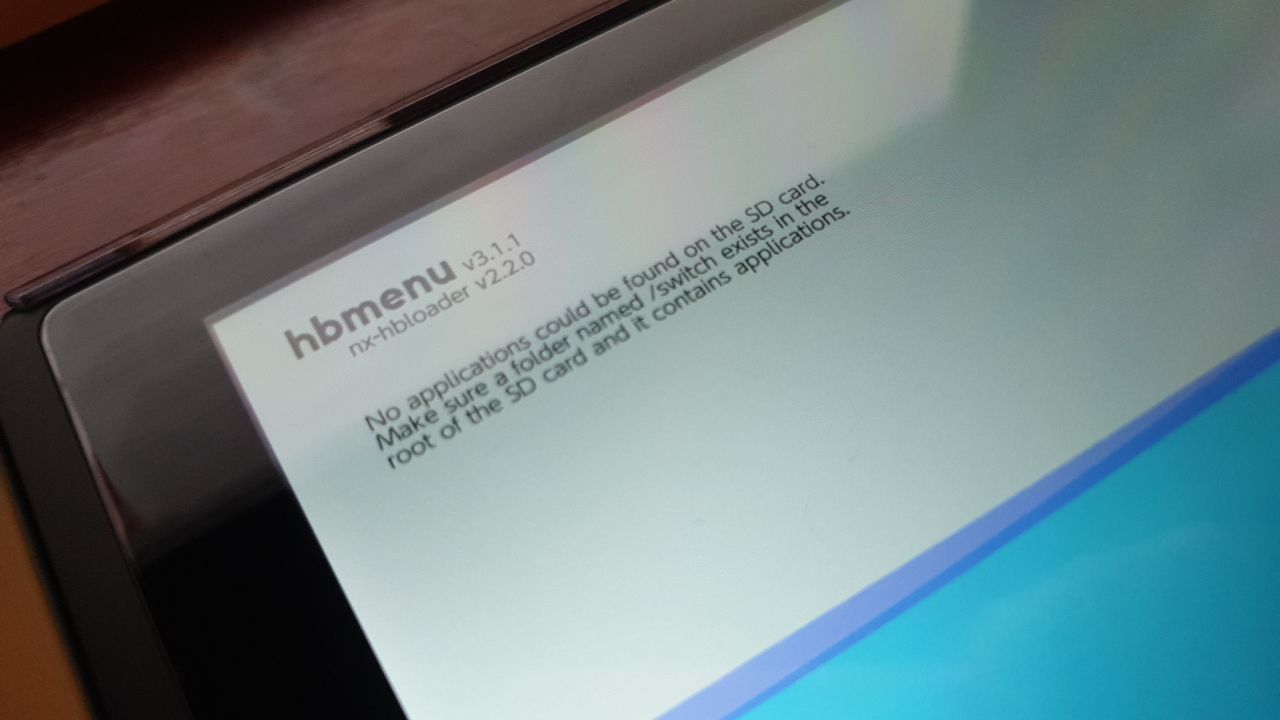 hbmenu v3.1.1
nx-hbloader v2.2.0
No applications could be found on the SD card.
Make sure a folder named /switch exists in the
root of the SD card and it contains applications.